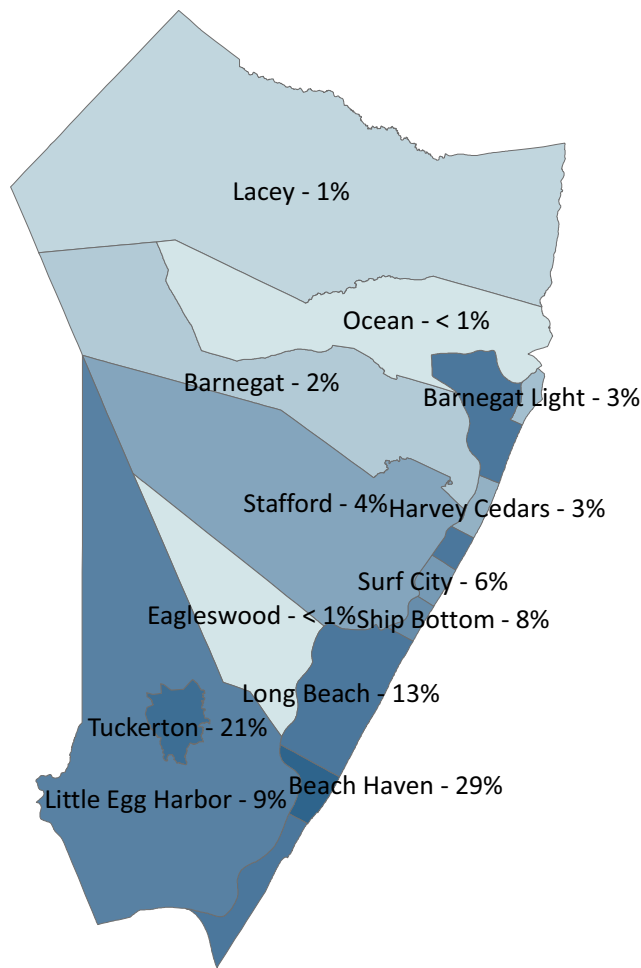 Lacey - 1%
Ocean - < 1%
Barnegat - 2%
Barnegat Light - 3%
Stafford - 4%
Harvey Cedars - 3%
Surf City - 6%
Eagleswood - < 1%
Ship Bottom - 8%
Long Beach - 13%
Tuckerton - 21%
Beach Haven - 29%
Little Egg Harbor - 9%